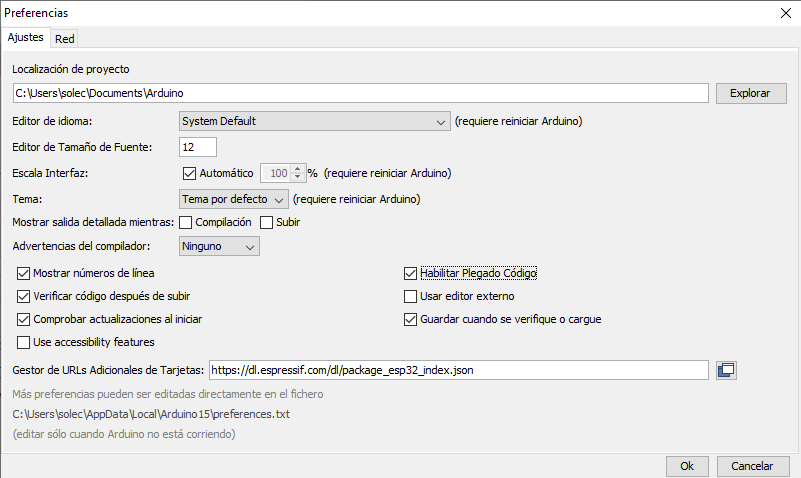 Preferencias
Ajustes Red
Localización de proyecto
C:\Users\solec\Documents\Arduino Explorar
Editor de idioma: System Default (requiere reiniciar Arduino)
Editor de Tamaño de Fuente: 12
Escala Interfaz: Automático 100 % (requiere reiniciar Arduino)
Tema: Tema por defecto (requiere reiniciar Arduino)
Mostrar salida detallada mientras: Compilación Subir
Advertencias del compilador: Ninguno
Mostrar números de línea Habilitar Plegado Código
Verificar código después de subir Usar editor externo
Comprobar actualizaciones al iniciar Guardar cuando se verifique o cargue
Use accessibility features
Gestor de URLs Adicionales de Tarjetas: https://dl.espressif.com/dl/package_esp32_index.json
Más preferencias pueden ser editadas directamente en el fichero
C:\Users\solec\AppData\Local\Arduino15\preferences.txt
(editar sólo cuando Arduino no está corriendo)
Ok Cancelar